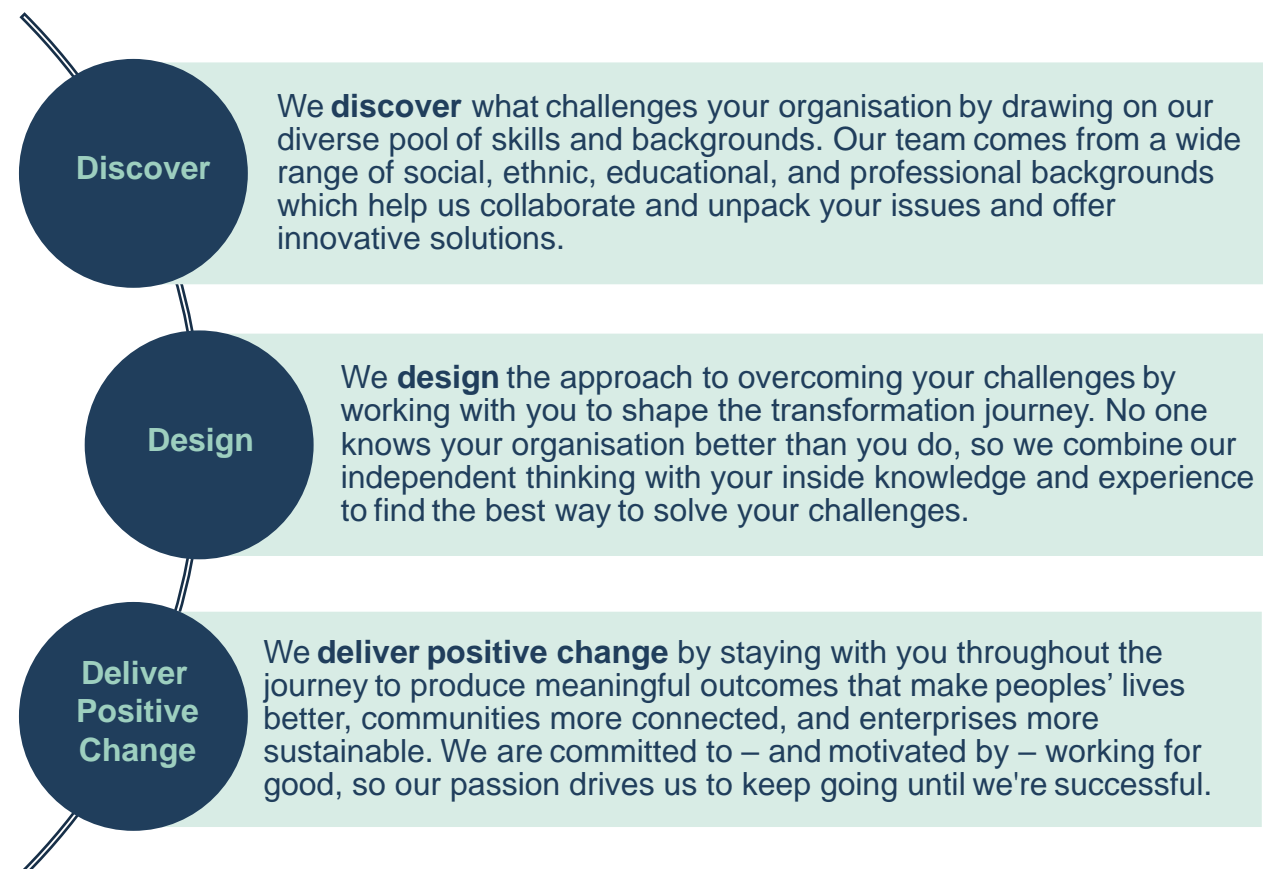 Discover
We discover what challenges your organisation by drawing on our
diverse pool of skills and backgrounds. Our team comes from a wide
range of social, ethnic, educational, and professional backgrounds
which help us collaborate and unpack your issues and offer
innovative solutions.
Design
We design the approach to overcoming your challenges by
working with you to shape the transformation journey. No one
knows your organisation better than you do, so we combine our
independent thinking with your inside knowledge and experience
to find the best way to solve your challenges.
Deliver
Positive
Change
We deliver positive change by staying with you throughout the
journey to produce meaningful outcomes that make peoples’ lives
better, communities more connected, and enterprises more
sustainable. We are committed to – and motivated by – working for
good, so our passion drives us to keep going until we're successful.